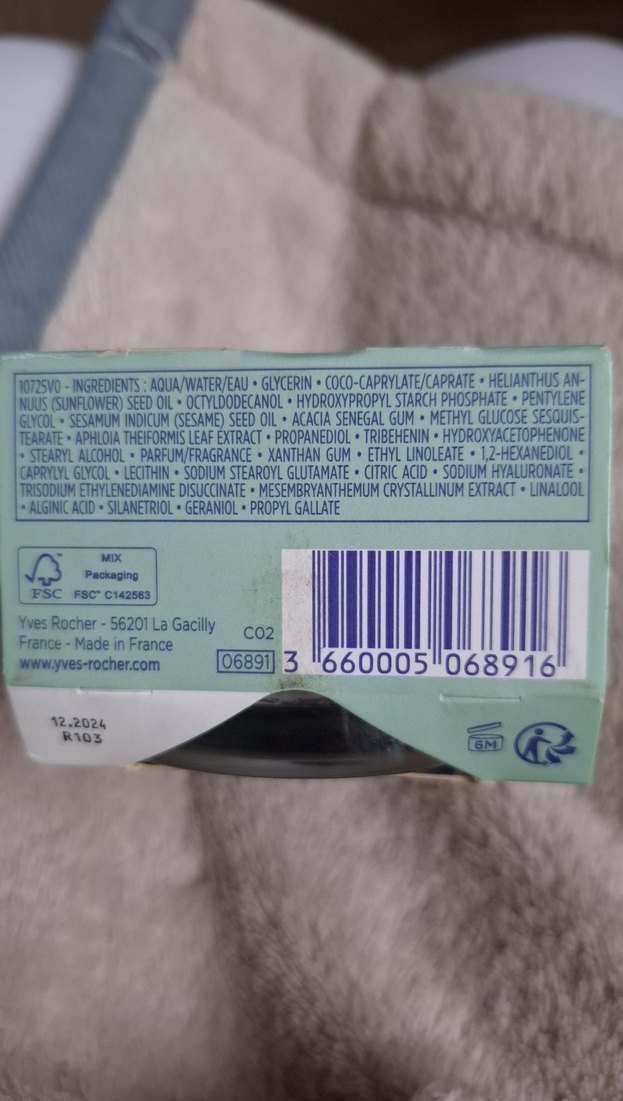 10725V0 - INGREDIENTS : AQUA/WATER/EAU • GLYCERIN • COCO-CAPRYLATE/CAPRATE • HELIANTHUS AN-
NUUS (SUNFLOWER) SEED OIL • OCTYLDODECANOL • HYDROXYPROPYL STARCH PHOSPHATE • PENTYLENE
GLYCOL • SESAMUM INDICUM (SESAME) SEED OIL • ACACIA SENEGAL GUM • METHYL GLUCOSE SESQUIS-
TEARATE • APHLOIA THEIFORMIS LEAF EXTRACT • PROPANEDIOL • TRIBEHENIN • HYDROXYACETOPHENONE
• STEARYL ALCOHOL • PARFUM/FRAGRANCE • XANTHAN GUM • ETHYL LINOLEATE • 1,2-HEXANEDIOL •
CAPRYLYL GLYCOL • LECITHIN • SODIUM STEAROYL GLUTAMATE • CITRIC ACID • SODIUM HYALURONATE •
TRISODIUM ETHYLENEDIAMINE DISUCCINATE • MESEMBRYANTHEMUM CRYSTALLINUM EXTRACT • LINALOOL
• ALGINIC ACID • SILANETRIOL • GERANIOL • PROPYL GALLATE
FSC
MIX
Packaging
FSC™ C142563
Yves Rocher - 56201 La Gacilly
France - Made in France
www.yves-rocher.com
C02
06891
3 660005 068916
12.2024
R103
6M